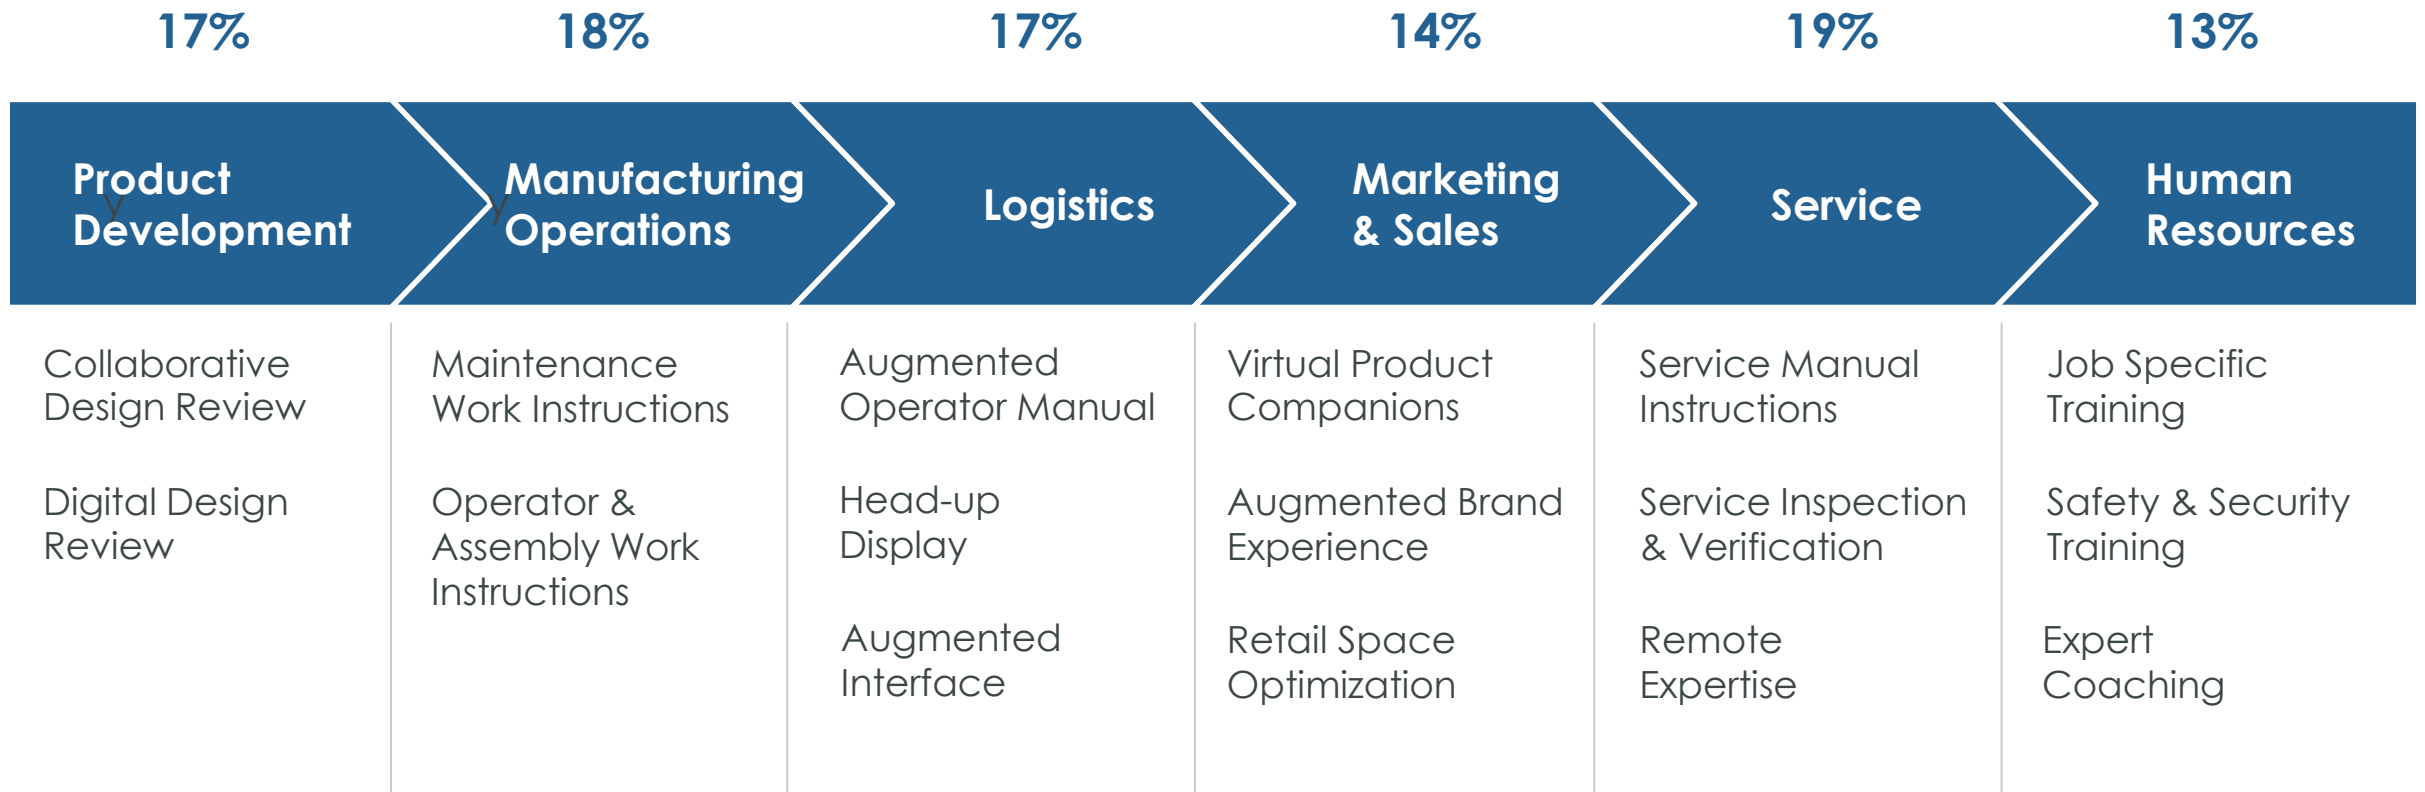 17%
18%
17%
14%
19%
13%
Product
Development
y
Manufacturing
Operations
y
Logistics
Marketing
& Sales
Service
Human
Resources
Collaborative
Design Review
Digital Design
Review
Maintenance
Work Instructions
Operator &
Assembly Work
Instructions
Augmented
Operator Manual
Head-up
Display
Augmented
Interface
Virtual Product
Companions
Augmented Brand
Experience
Retail Space
Optimization
Service Manual
Instructions
Service Inspection
& Verification
Remote
Expertise
Job Specific
Training
Safety & Security
Training
Expert
Coaching